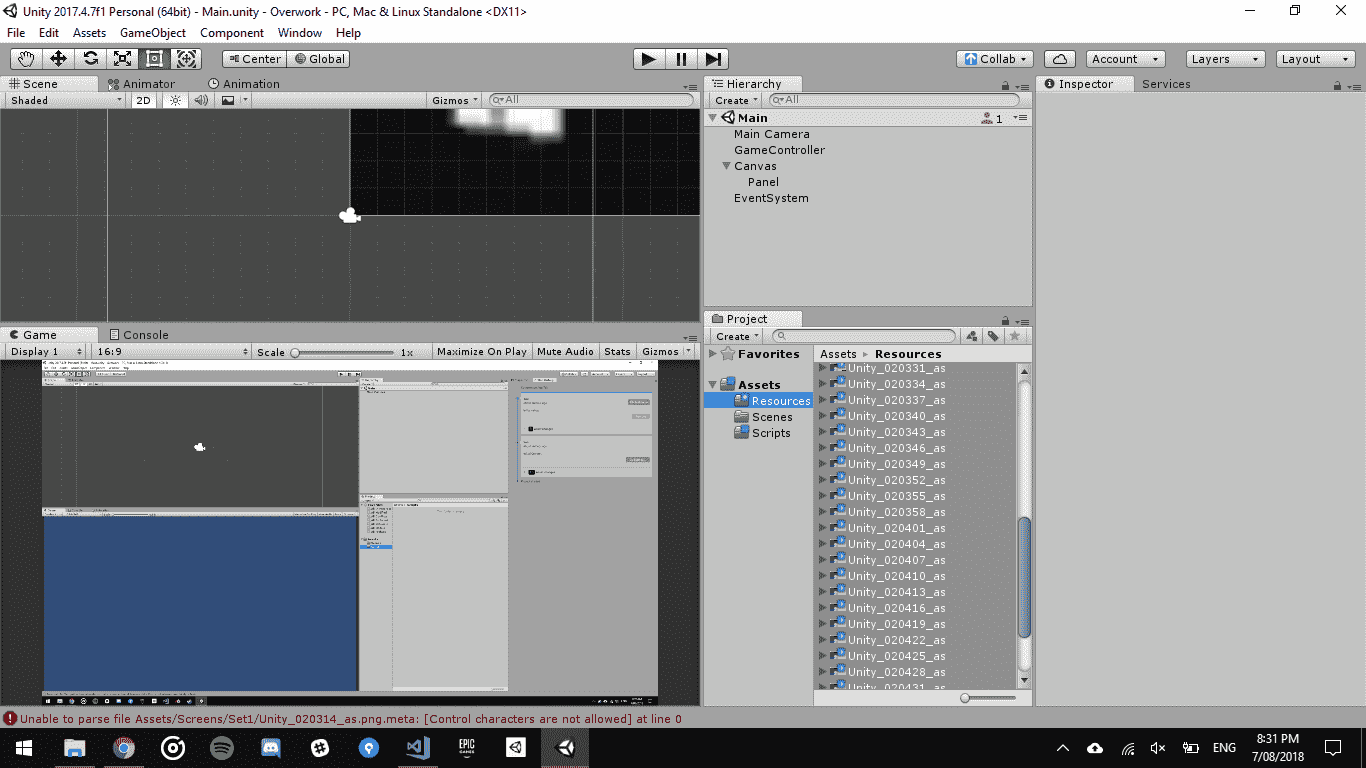 Unity 2017.4.7f1 Personal (64bit) - Main.unity - Overwork - PC, Mac & Linux Standalone <DX11>
File Edit Assets GameObject Component Window Help
Center Global Collab Account Layers Layout
Scene Animator Animation
Shaded 2D Gizmos All
Hierarchy
Create All
Main 1
Main Camera
GameController
Canvas
Panel
EventSystem
Inspector Services
Game Console
Display 1 16:9 Scale 1x Maximize On Play Mute Audio Stats Gizmos
Project
Create
Favorites
Assets
Resources
Scenes
Scripts
Assets Resources
Unity_020331_as
Unity_020334_as
Unity_020337_as
Unity_020340_as
Unity_020343_as
Unity_020346_as
Unity_020349_as
Unity_020352_as
Unity_020355_as
Unity_020358_as
Unity_020401_as
Unity_020404_as
Unity_020407_as
Unity_020410_as
Unity_020413_as
Unity_020416_as
Unity_020419_as
Unity_020422_as
Unity_020425_as
Unity_020428_as
Unity_020431_as
Unable to parse file Assets/Screens/Set1/Unity_020314_as.png.meta: [Control characters are not allowed] at line 0
EPIC
GAMES
ENG
8:31 PM
7/08/2018